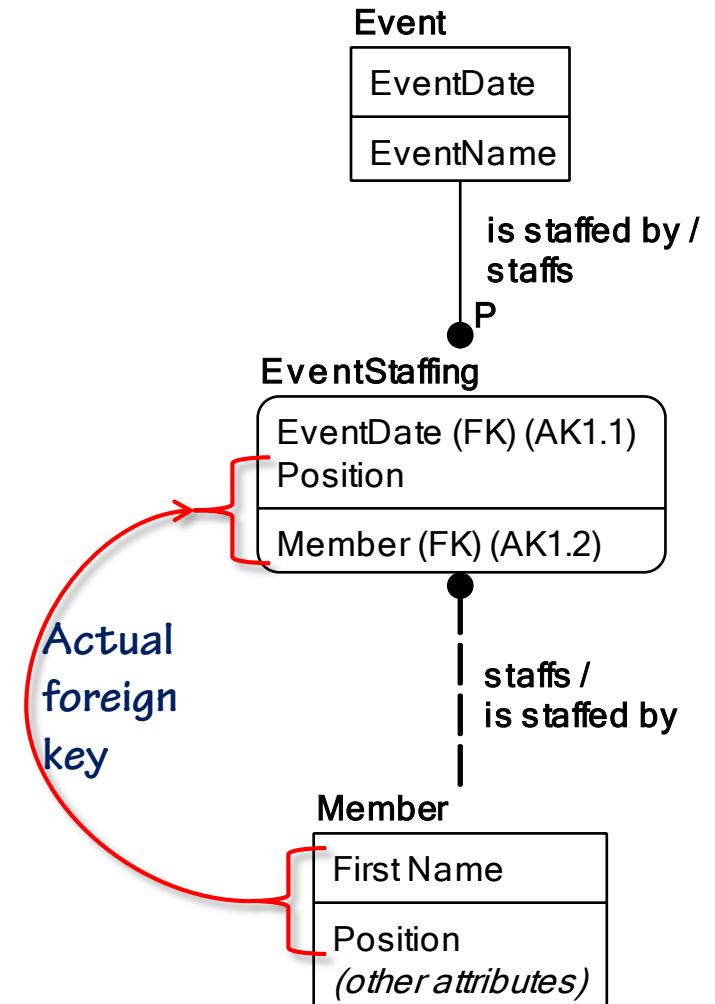 Event
EventDate
EventName
is staffed by /
staffs
P
EventStaffing
EventDate (FK) (AK1.1)
Position
Member (FK) (AK1.2)
Actual
foreign
key
staffs /
is staffed by
Member
First Name
Position
(other attributes)